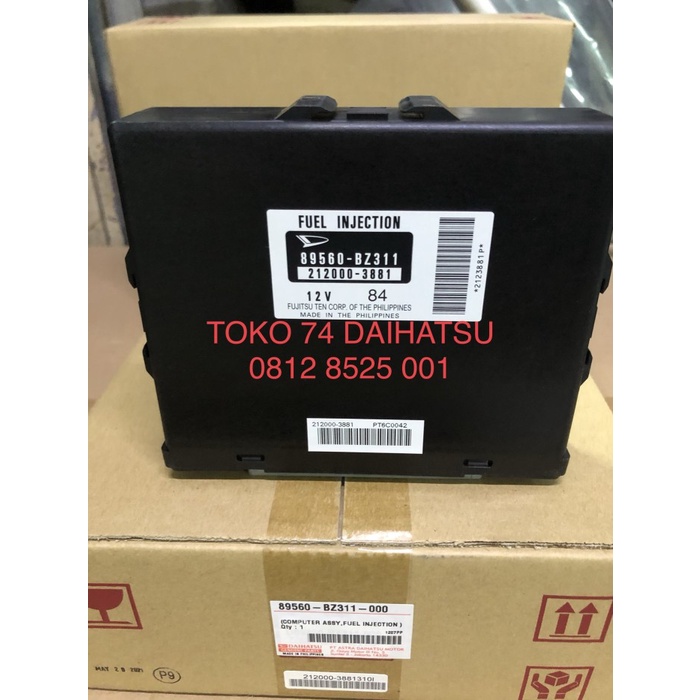 FUEL INJECTION
89560-BZ311
212000-3881
12V 84
FUJITSU TEN CORP. OF THE PHILIPPINES
MADE IN THE PHILIPPINES
*2123881P*
TOKO 74 DAIHATSU
0812 8525 001
212000-3881 PT6C0042
89560-BZ311-000
(COMPUTER ASSY,FUEL INJECTION)
Qty : 1
DAIHATSU
PT ASTRA DAIHATSU MOTOR
MADE IN PHILIPPINES
212000-3881310i
P9